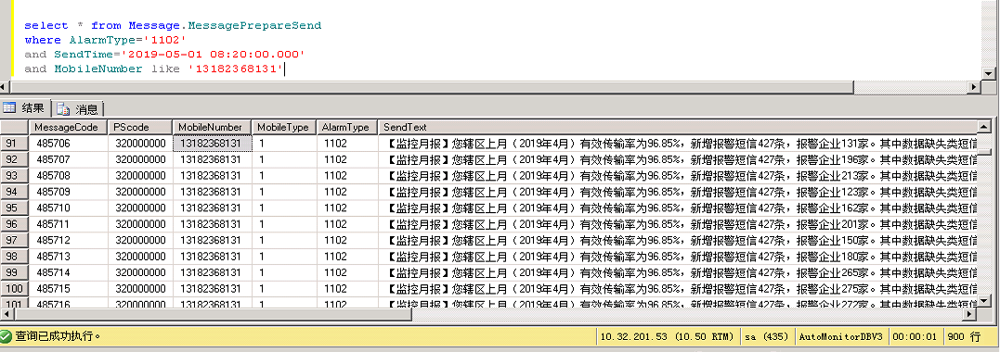 select * from Message.MessagePrepareSend
where AlarmType='1102'
and SendTime='2019-05-01 08:20:00.000'
and MobileNumber like '13182368131'
结果 消息
MessageCode PScode MobileNumber MobileType AlarmType SendText
91 485706 320000000 13182368131 1 1102 【监控月报】您辖区上月(2019年4月)有效传输率为96.85%，新增报警短信427条，报警企业131家。其中数据缺失类短信
92 485707 320000000 13182368131 1 1102 【监控月报】您辖区上月(2019年4月)有效传输率为96.85%，新增报警短信427条，报警企业196家。其中数据缺失类短信
93 485708 320000000 13182368131 1 1102 【监控月报】您辖区上月(2019年4月)有效传输率为96.85%，新增报警短信427条，报警企业213家。其中数据缺失类短信
94 485709 320000000 13182368131 1 1102 【监控月报】您辖区上月(2019年4月)有效传输率为96.85%，新增报警短信427条，报警企业123家。其中数据缺失类短信
95 485710 320000000 13182368131 1 1102 【监控月报】您辖区上月(2019年4月)有效传输率为96.85%，新增报警短信427条，报警企业162家。其中数据缺失类短信
96 485711 320000000 13182368131 1 1102 【监控月报】您辖区上月(2019年4月)有效传输率为96.85%，新增报警短信427条，报警企业201家。其中数据缺失类短信
97 485712 320000000 13182368131 1 1102 【监控月报】您辖区上月(2019年4月)有效传输率为96.85%，新增报警短信427条，报警企业150家。其中数据缺失类短信
98 485713 320000000 13182368131 1 1102 【监控月报】您辖区上月(2019年4月)有效传输率为96.85%，新增报警短信427条，报警企业180家。其中数据缺失类短信
99 485714 320000000 13182368131 1 1102 【监控月报】您辖区上月(2019年4月)有效传输率为96.85%，新增报警短信427条，报警企业265家。其中数据缺失类短信
100 485715 320000000 13182368131 1 1102 【监控月报】您辖区上月(2019年4月)有效传输率为96.85%，新增报警短信427条，报警企业275家。其中数据缺失类短信
101 485716 320000000 13182368131 1 1102 【监控月报】您辖区上月(2019年4月)有效传输率为96.85%，新增报警短信427条，报警企业272家。其中数据缺失类短信
查询已成功执行。 10.32.201.53 (10.50 RTM) sa (435) AutoMonitorDBV3 00:00:01 900 行